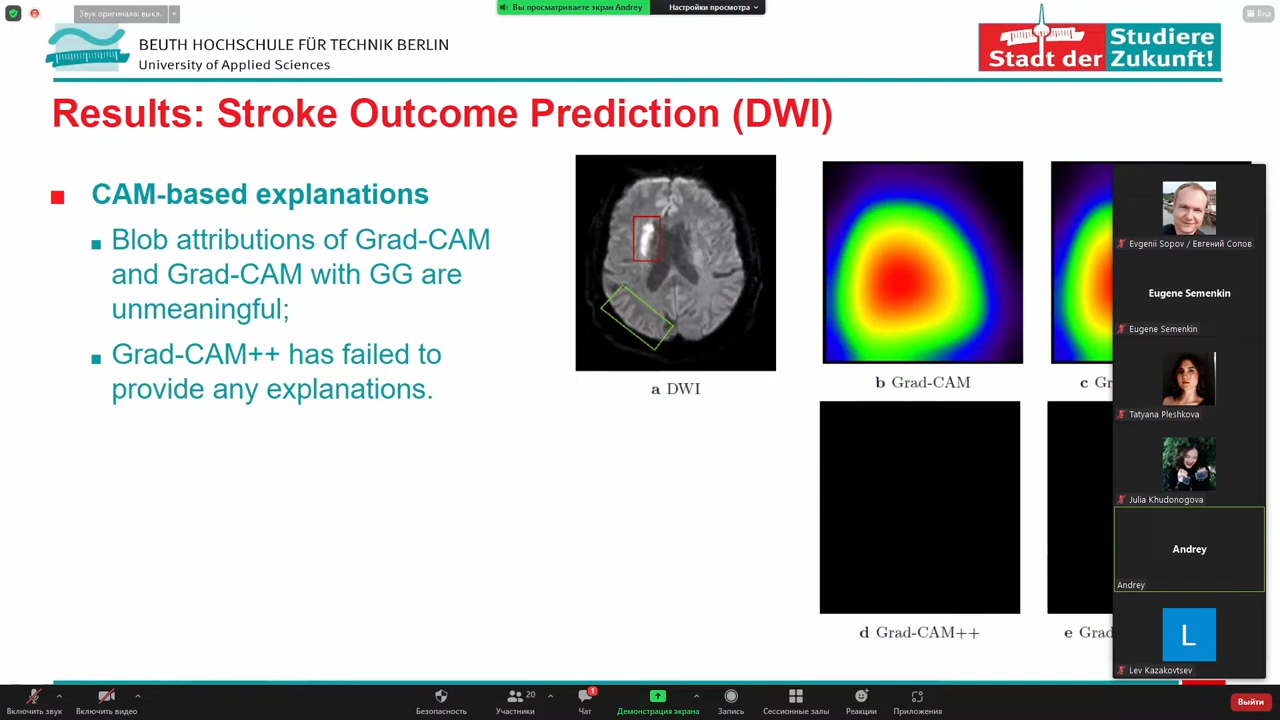 Звук оригинала: выкл.
Вы просматриваете экран Andrey
Настройки просмотра
Вид
BEUTH HOCHSCHULE FÜR TECHNIK BERLIN
University of Applied Sciences
Studiere
Stadt der Zukunft!
Results: Stroke Outcome Prediction (DWI)
CAM-based explanations
Blob attributions of Grad-CAM
and Grad-CAM with GG are
unmeaningful;
Grad-CAM++ has failed to
provide any explanations.
a DWI
b Grad-CAM
c Gr
d Grad-CAM++
e Grad
Evgenii Sopov / Евгений Сопов
Eugene Semenkin
Eugene Semenkin
Tatyana Pleshkova
Julia Khudonogova
Andrey
Andrey
L
Lev Kazakovtsev
Включить звук
Включить видео
Безопасность
Участники
20
Чат
1
Демонстрация экрана
Запись
Сессионные залы
Реакции
Приложения
Выйти